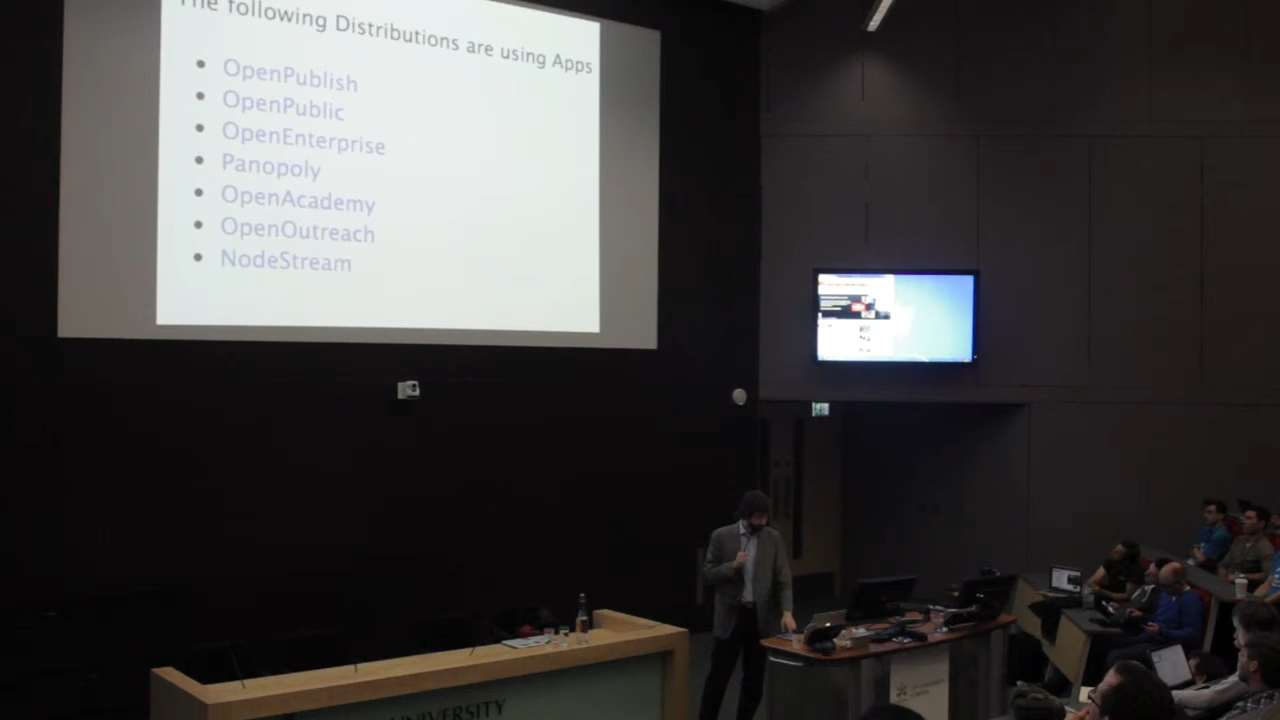 The following Distributions are using Apps
OpenPublish
OpenPublic
OpenEnterprise
Panopoly
OpenAcademy
OpenOutreach
NodeStream
UNIVERSITY